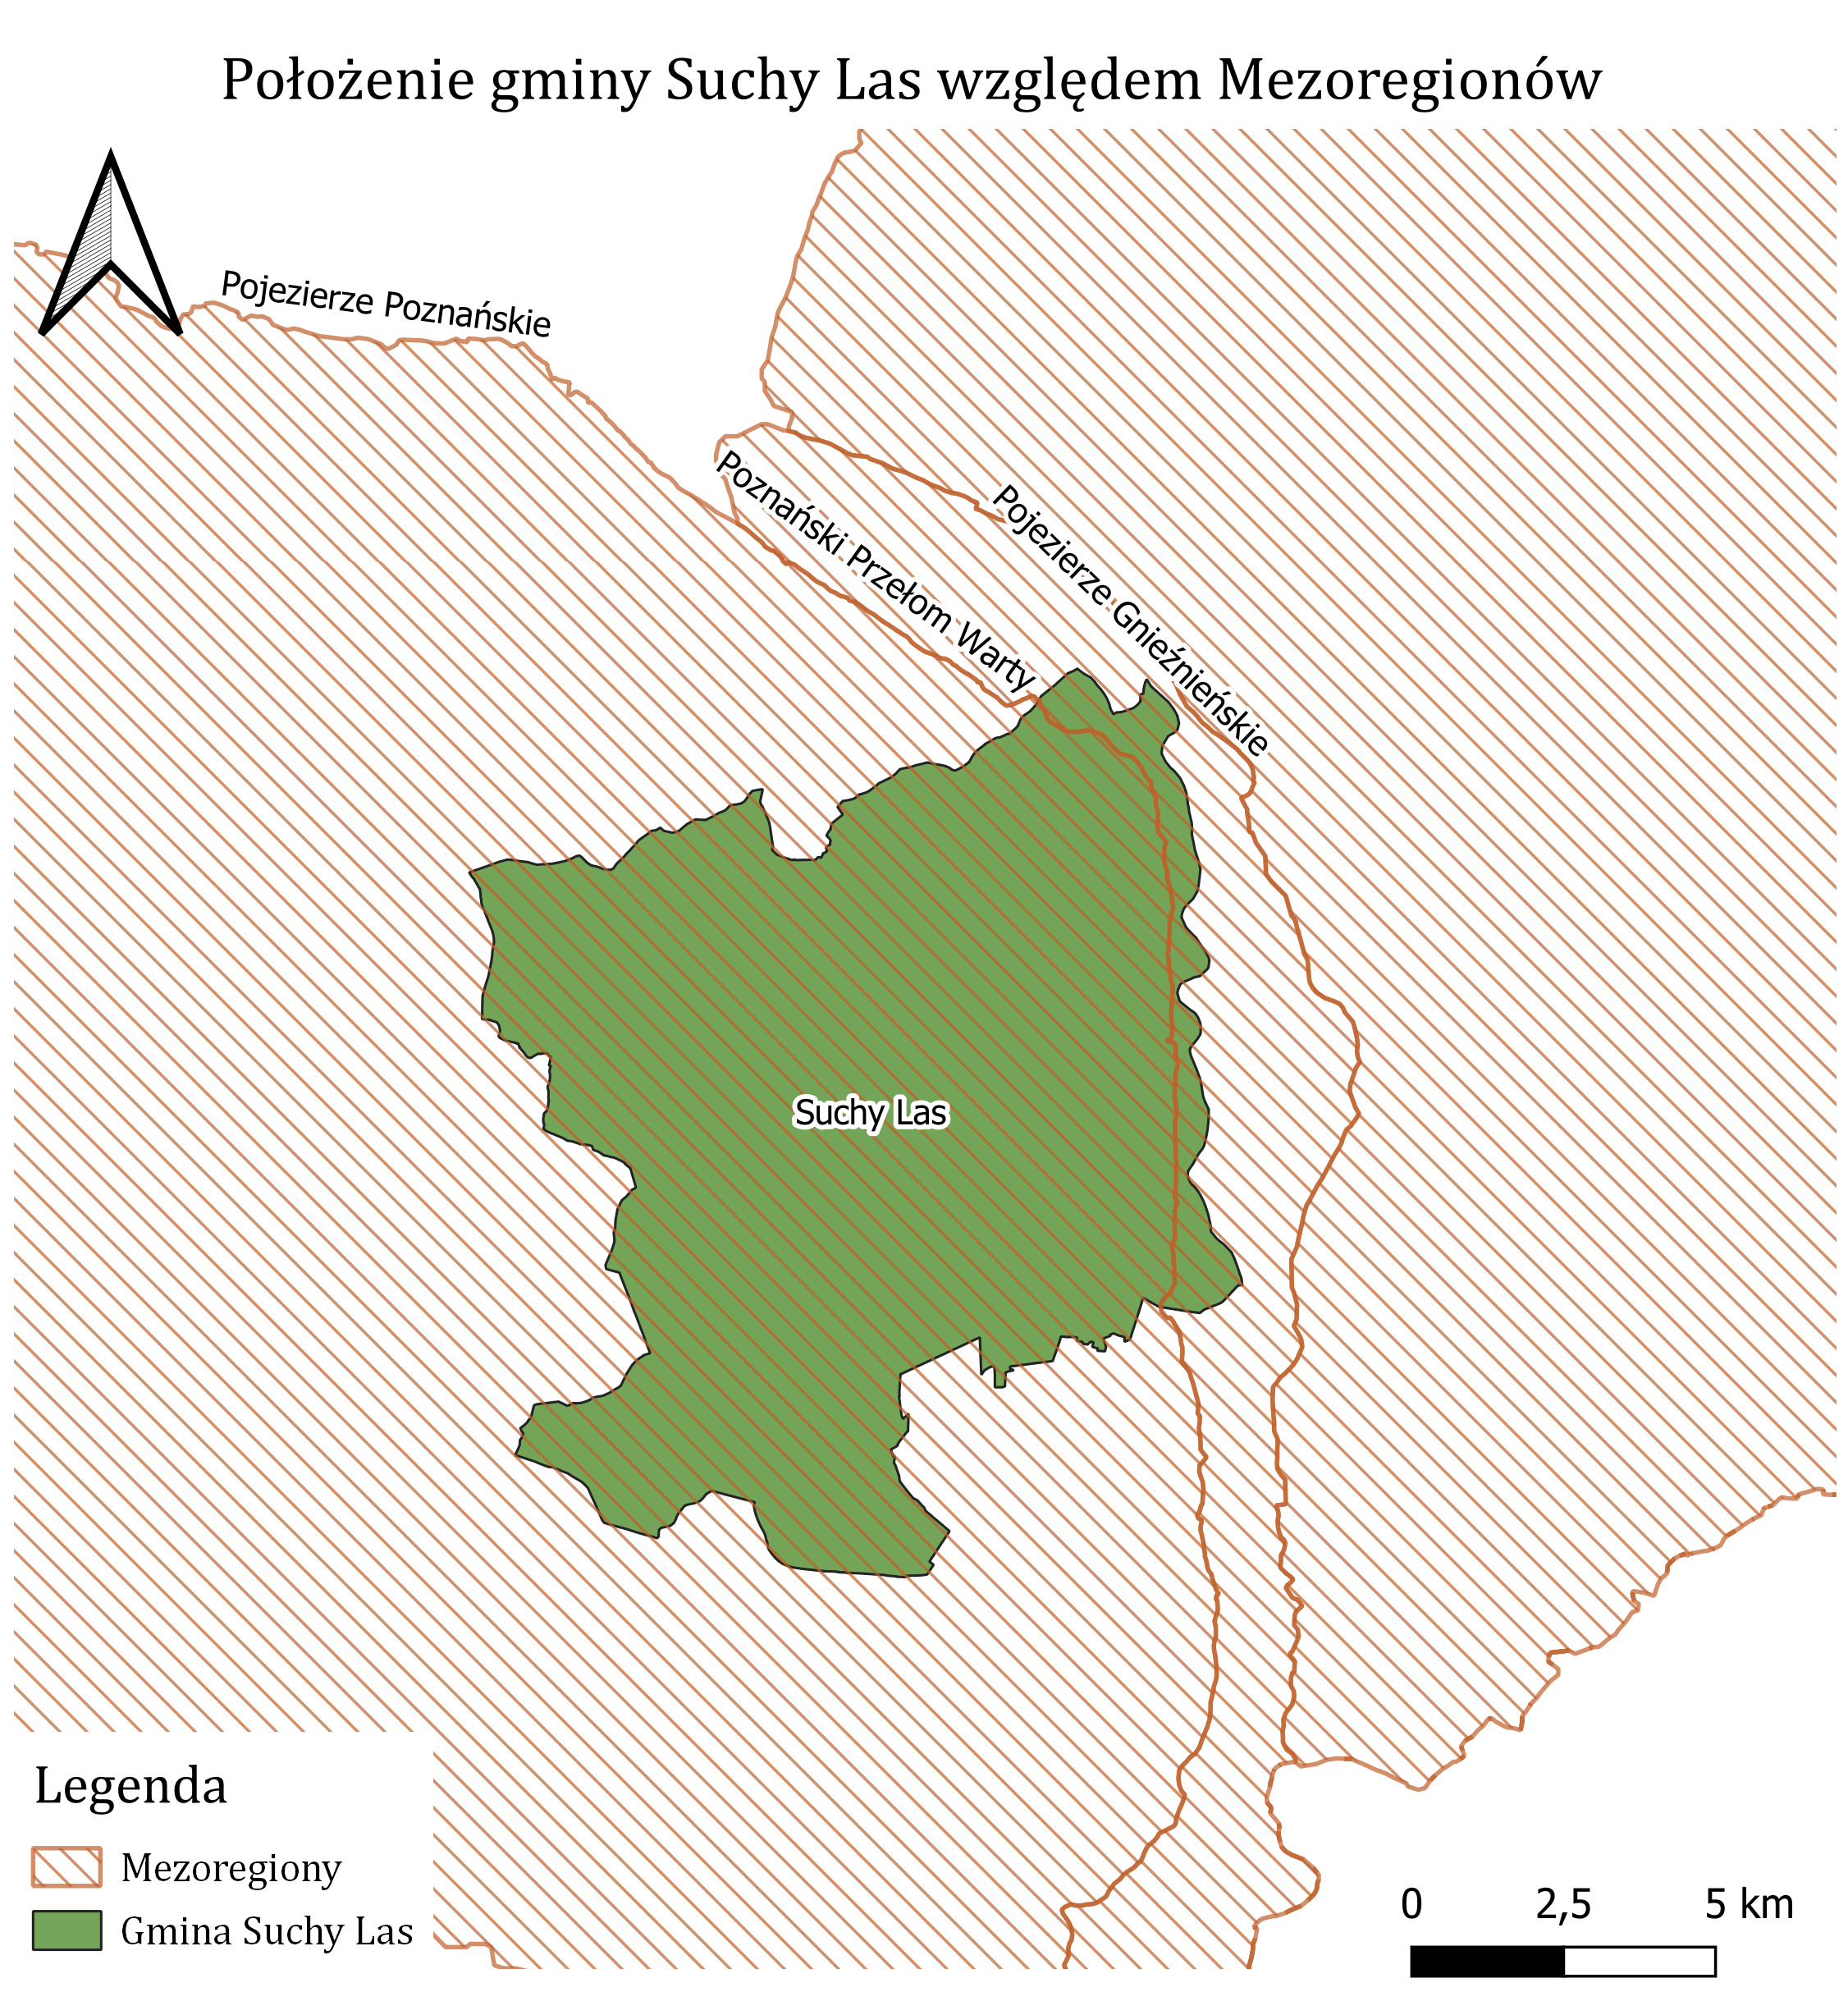 Położenie gminy Suchy Las względem Mezoregionów
Pojezierze Poznańskie
Poznański Przełom Warty
Pojezierze Gnieźnieńskie
Suchy Las
Legenda
Mezoregiony
Gmina Suchy Las
0 2,5 5 km